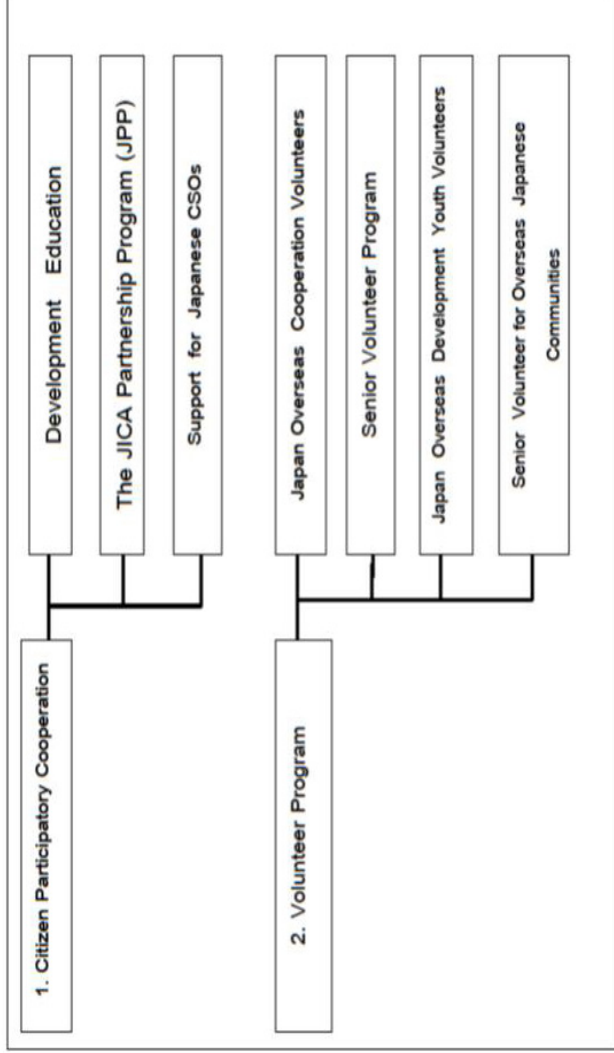 1. Citizen Participatory Cooperation
Development Education
The JICA Partnership Program (JPP)
Support for Japanese CSOs
2. Volunteer Program
Japan Overseas Cooperation Volunteers
Senior Volunteer Program
Japan Overseas Development Youth Volunteers
Senior Volunteer for Overseas Japanese
Communities